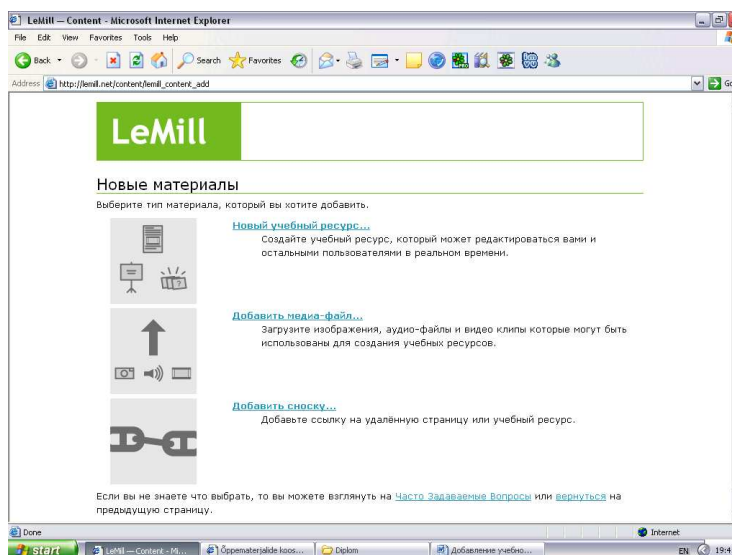 LeMill — Content - Microsoft Internet Explorer
File Edit View Favorites Tools Help
Back Search Favorites
Address http://lemill.net/content/lemill_content_add
LeMill
Новые материалы
Выберите тип материала, который вы хотите добавить.
Новый учебный ресурс...
Создайте учебный ресурс, который может редактироваться вами и
остальными пользователями в реальном времени.
Добавить медиа-файл...
Загрузите изображения, аудио-файлы и видео клипы которые могут быть
использованы для создания учебных ресурсов.
Добавить сноску...
Добавьте ссылку на удалённую страницу или учебный ресурс.
Если вы не знаете что выбрать, то вы можете взглянуть на Часто Задаваемые Вопросы или вернуться на
предыдущую страницу.
Done Internet
start LeMill — Content - Mi... Õppematerjalide koos... Diplom Добавление учебно... EN 19:4